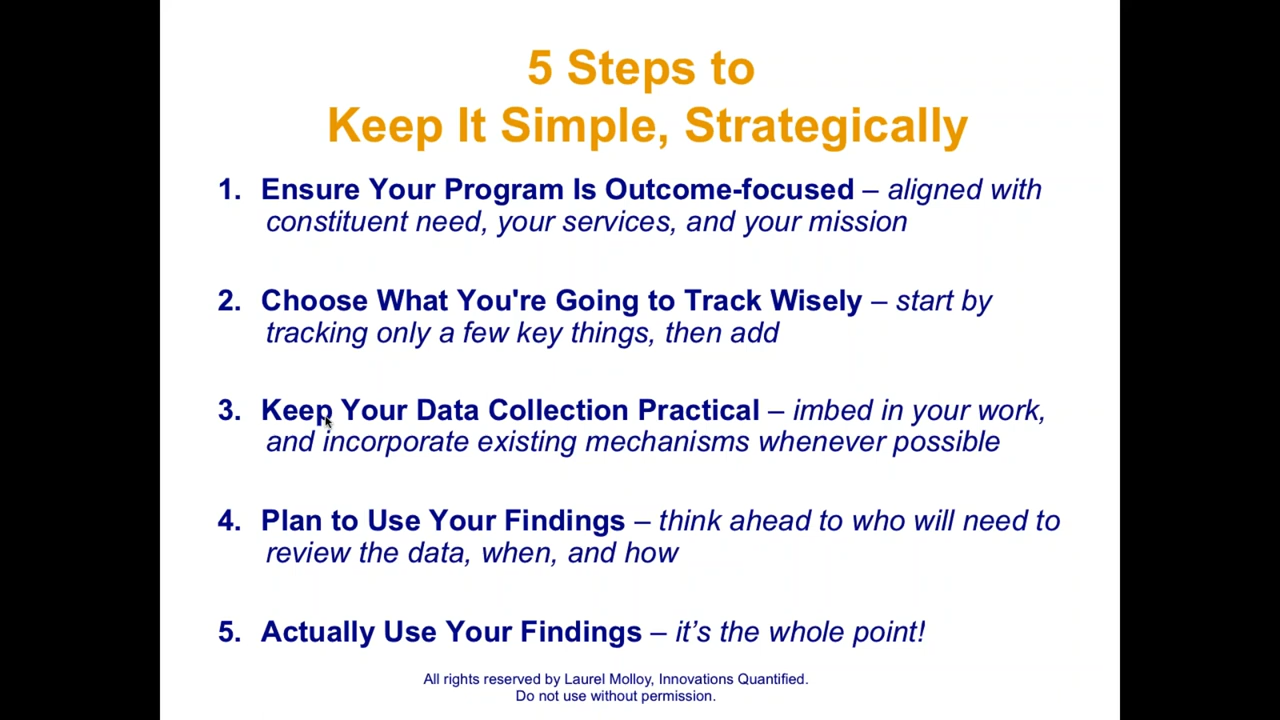 5 Steps to
Keep It Simple, Strategically
1. Ensure Your Program Is Outcome-focused – aligned with
constituent need, your services, and your mission
2. Choose What You're Going to Track Wisely – start by
tracking only a few key things, then add
3. Keep Your Data Collection Practical – imbed in your work,
and incorporate existing mechanisms whenever possible
4. Plan to Use Your Findings – think ahead to who will need to
review the data, when, and how
5. Actually Use Your Findings – it’s the whole point!
All rights reserved by Laurel Molloy, Innovations Quantified.
Do not use without permission.